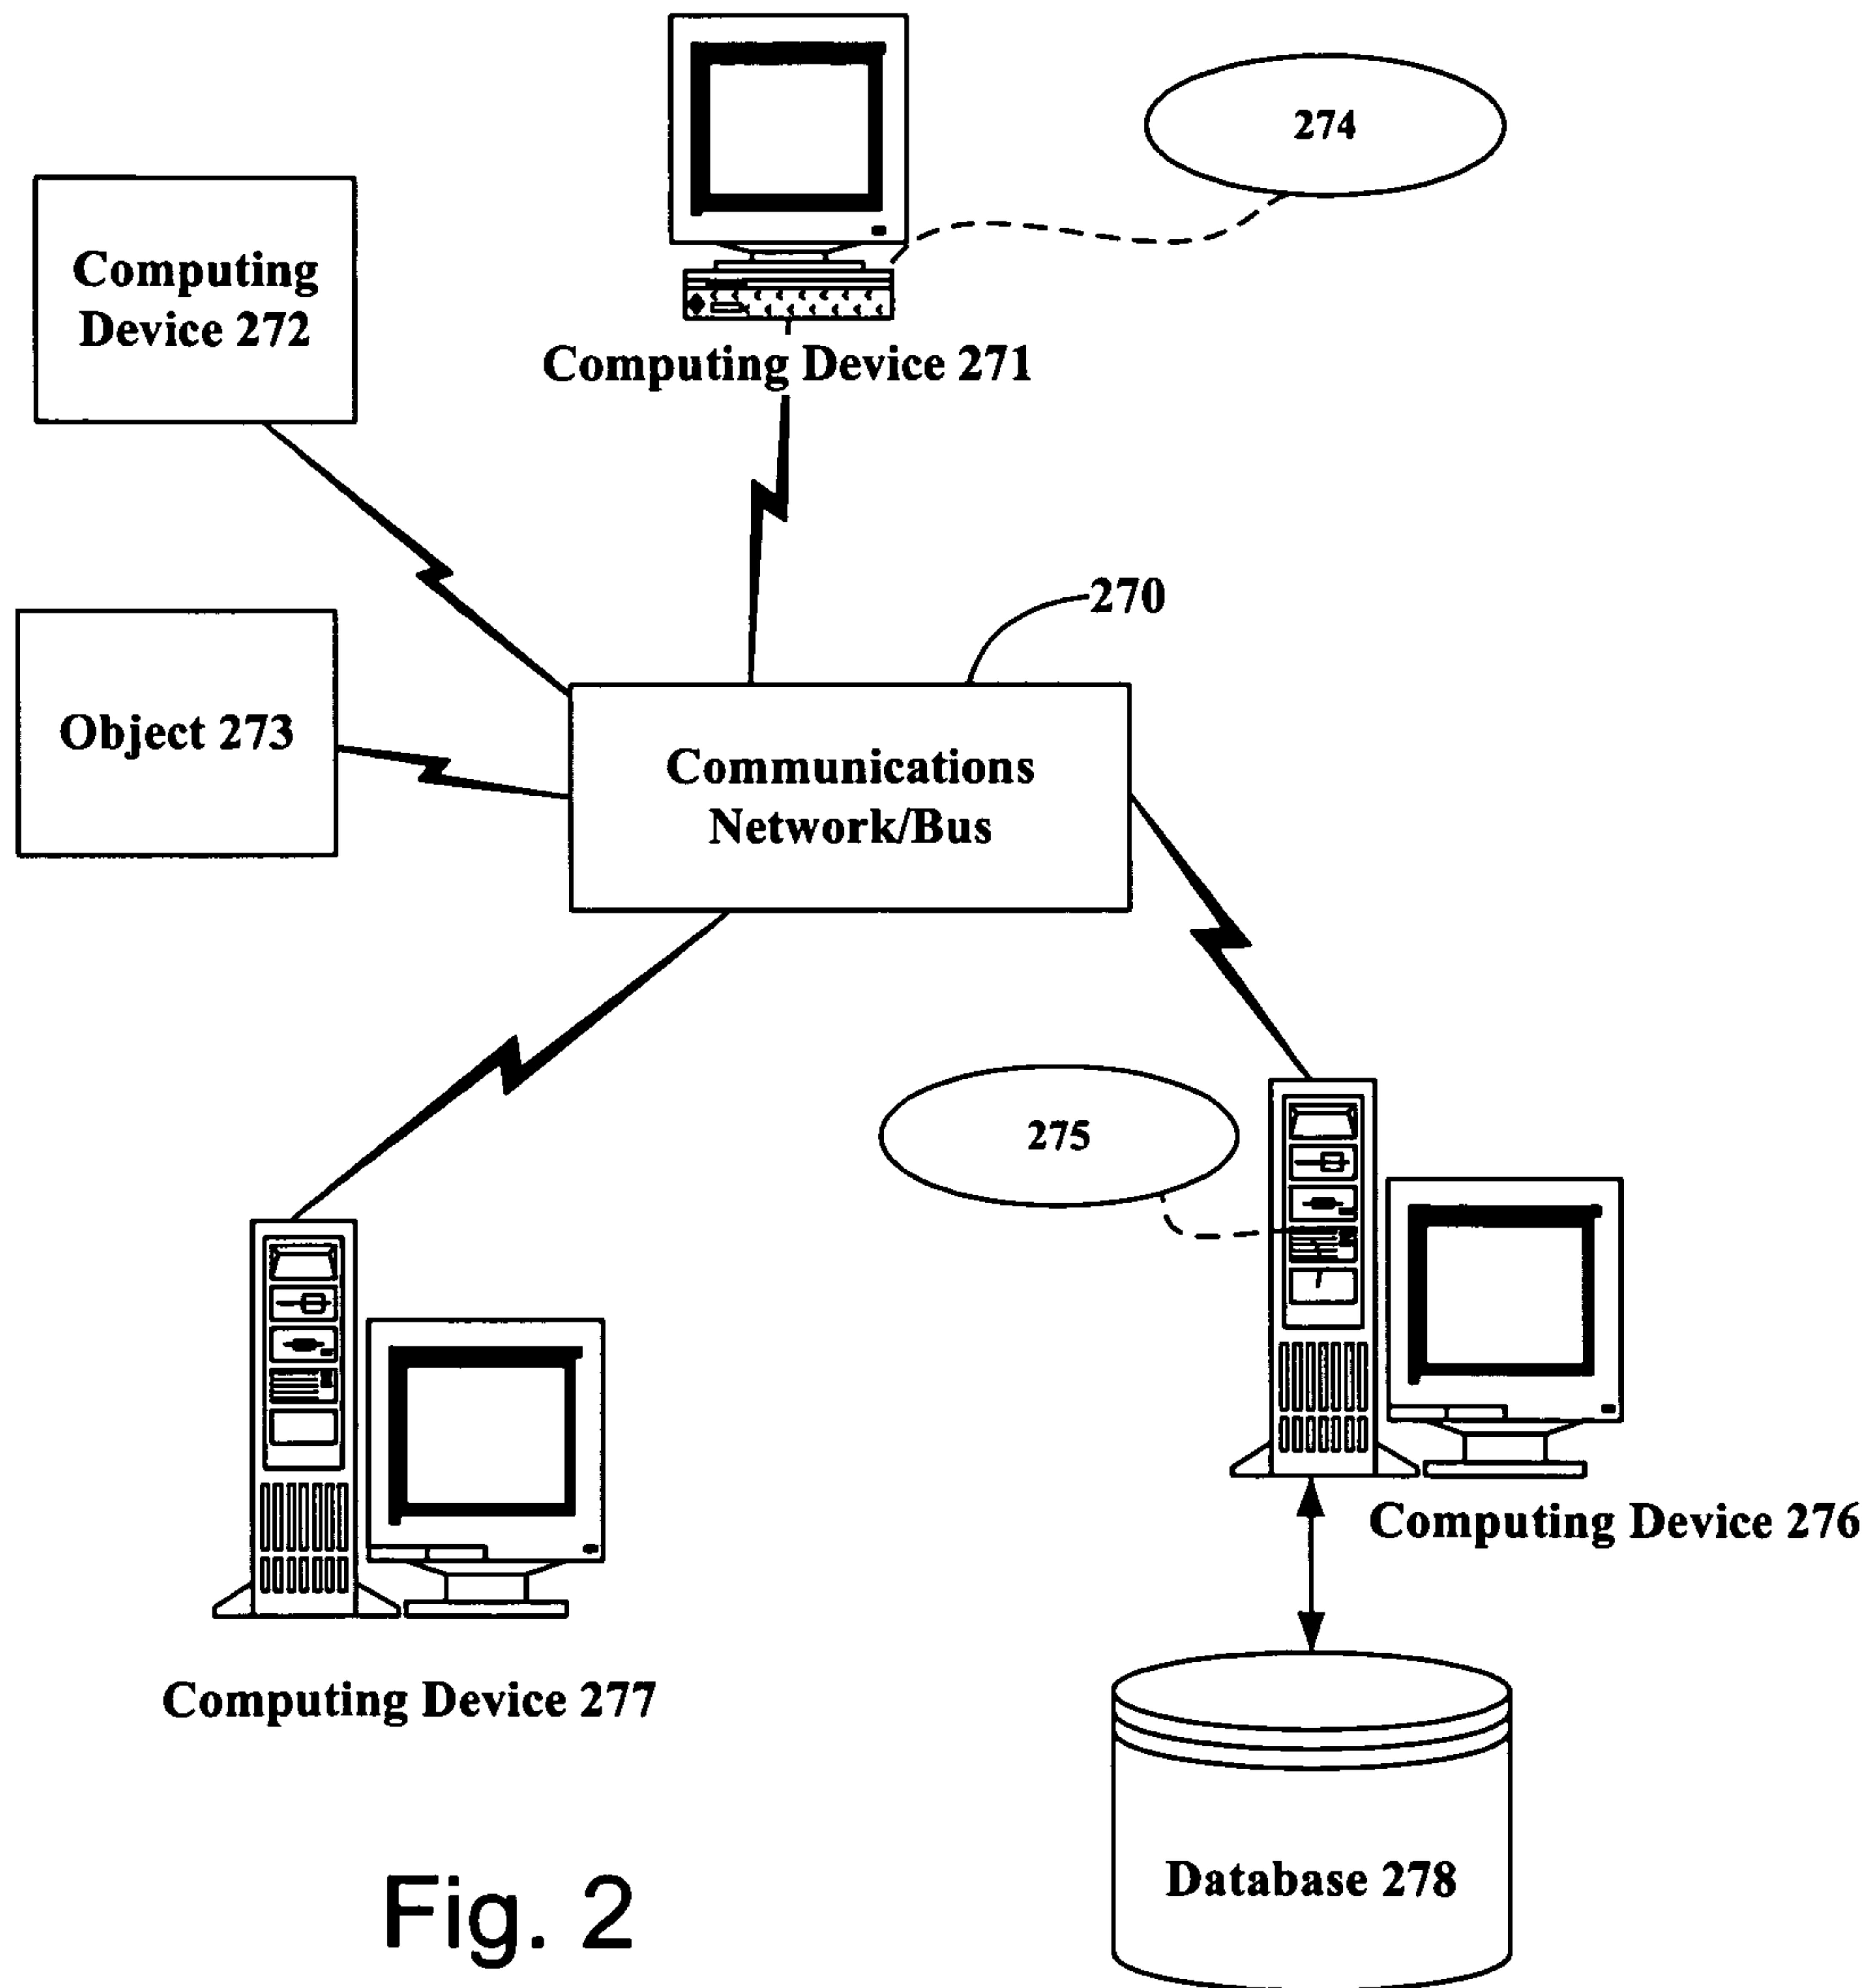 274
Computing
Device 272
Computing Device 271
270
Object 273
Communications
Network/Bus
275
Computing Device 276
Computing Device 277
Database 278
Fig. 2